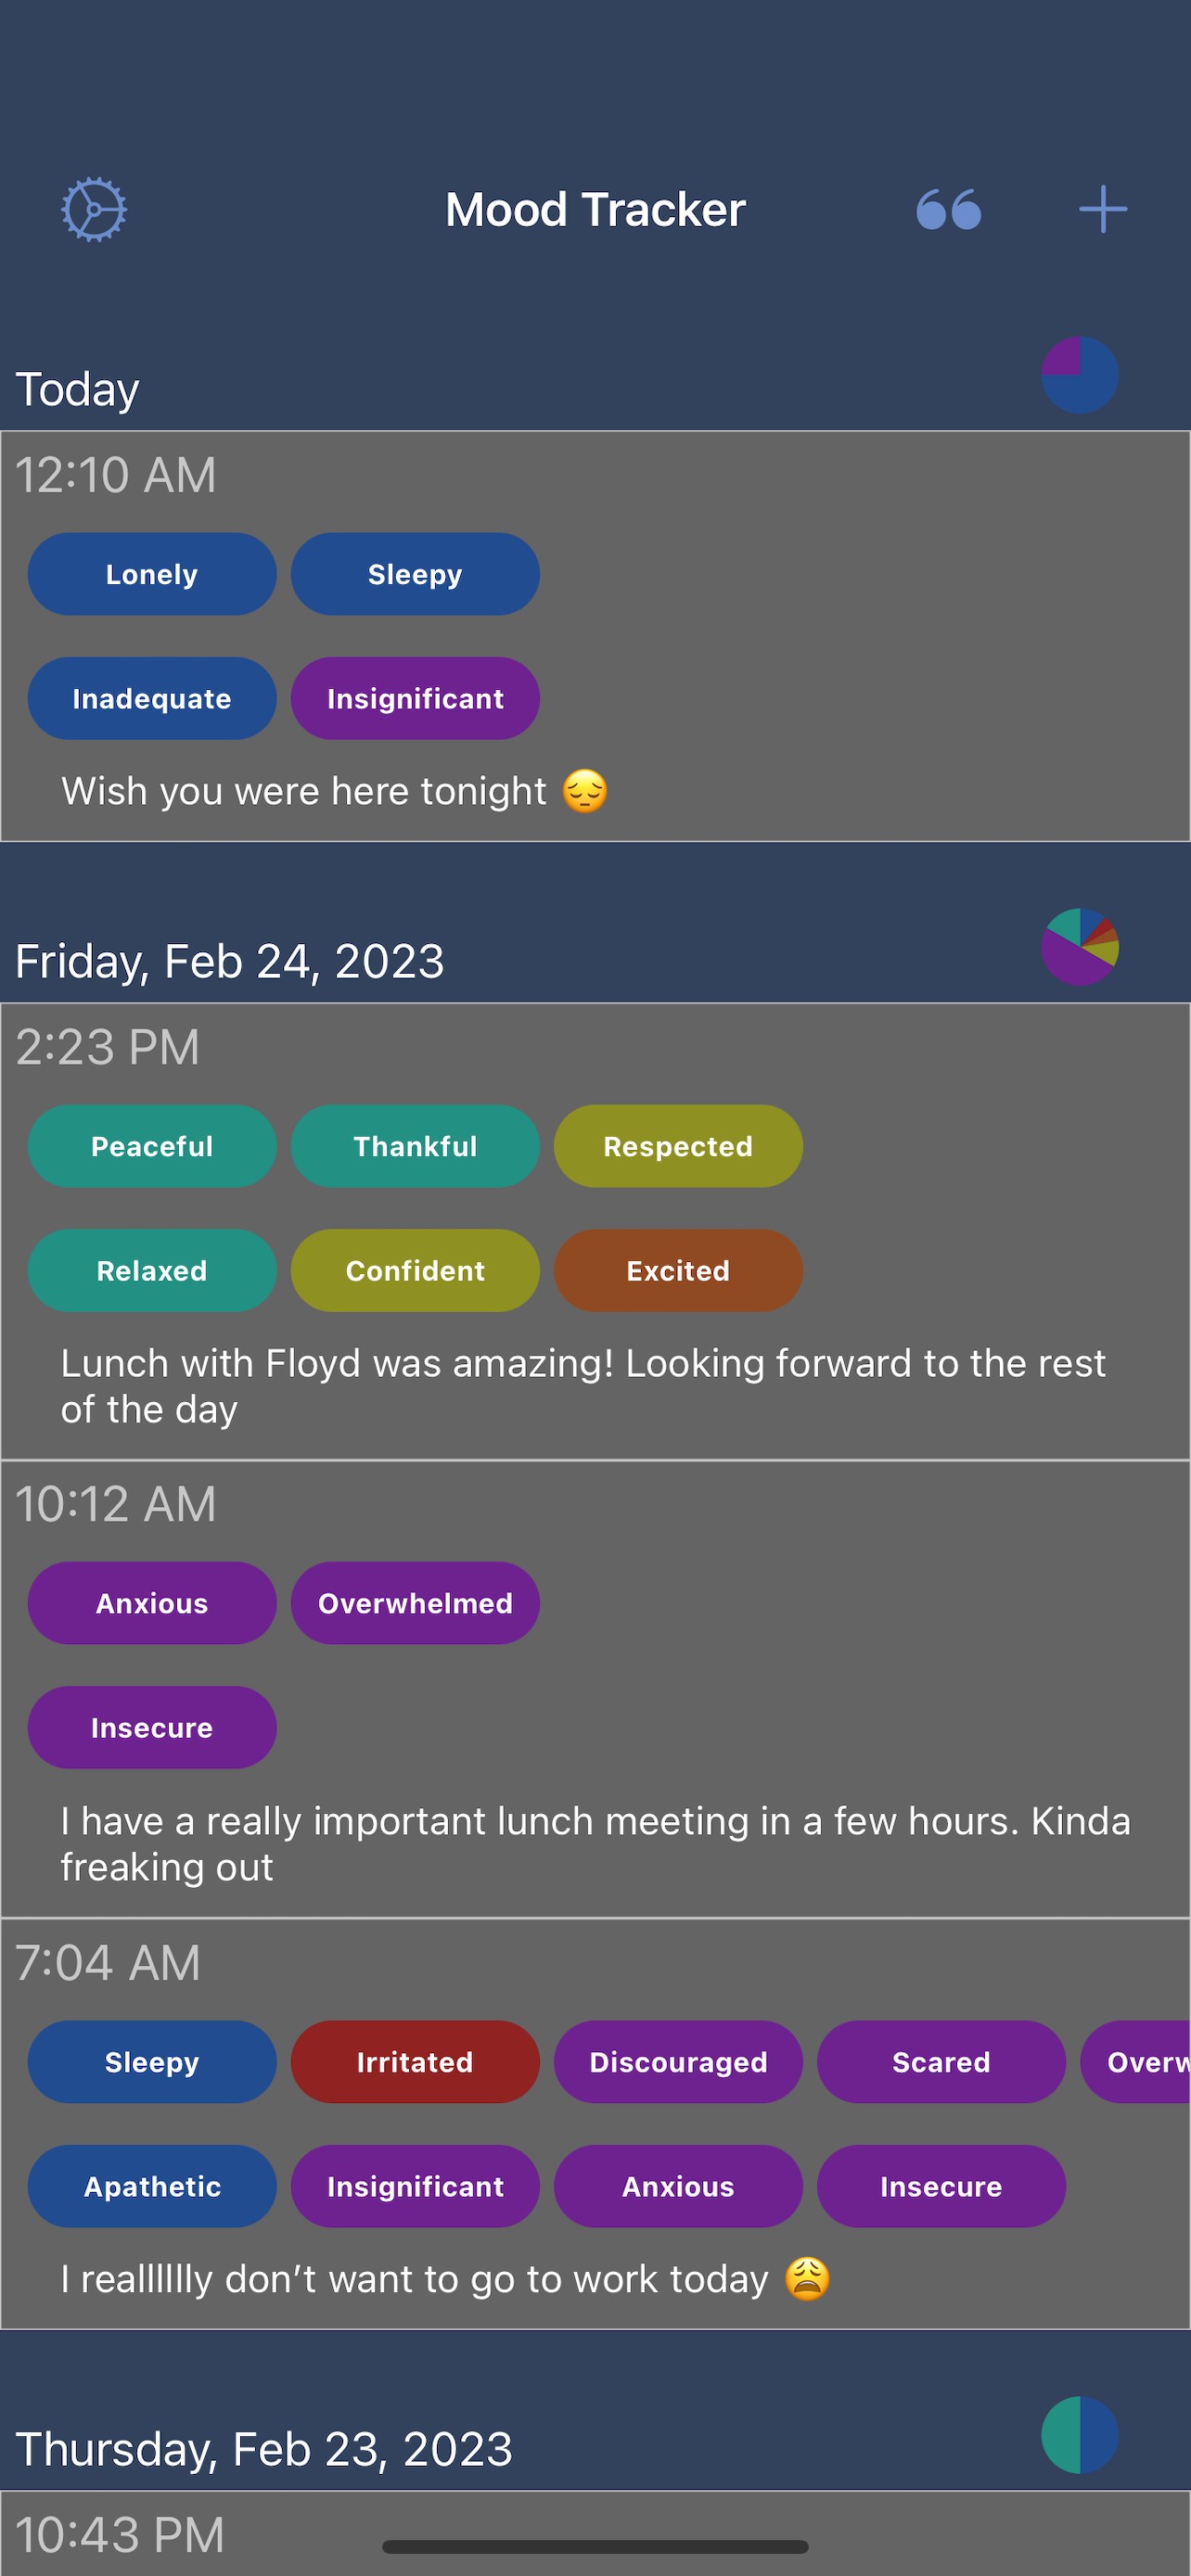 Mood Tracker
Today
12:10 AM
Lonely Sleepy
Inadequate Insignificant
Wish you were here tonight 😔
Friday, Feb 24, 2023
2:23 PM
Peaceful Thankful Respected
Relaxed Confident Excited
Lunch with Floyd was amazing! Looking forward to the rest
of the day
10:12 AM
Anxious Overwhelmed
Insecure
I have a really important lunch meeting in a few hours. Kinda
freaking out
7:04 AM
Sleepy Irritated Discouraged Scared Overw
Apathetic Insignificant Anxious Insecure
I realllllly don’t want to go to work today 😩
Thursday, Feb 23, 2023
10:43 PM